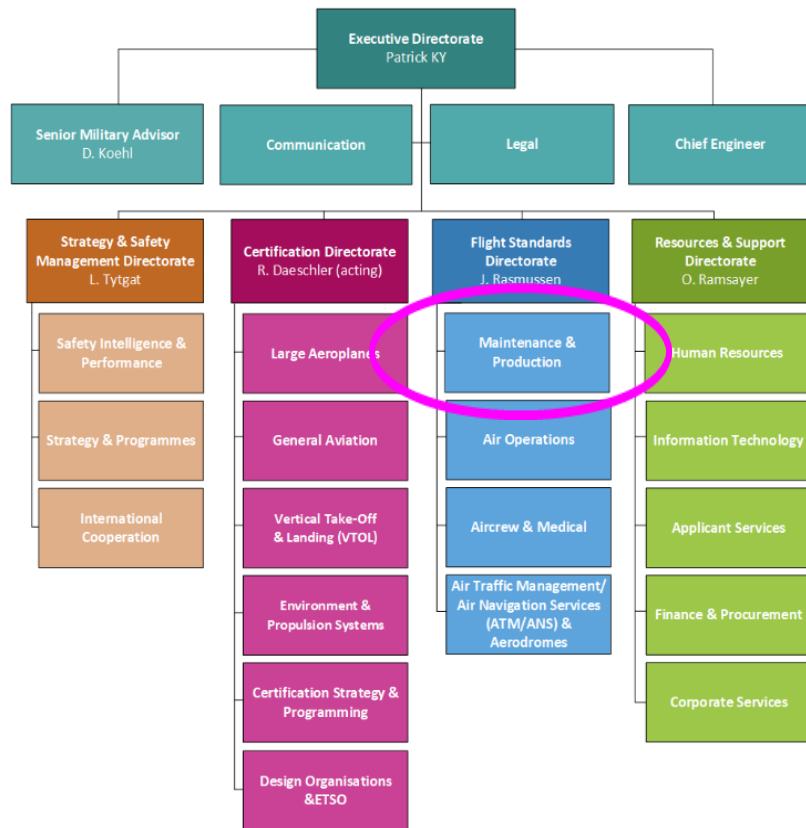 Executive Directorate
Patrick KY
Senior Military Advisor
D. Koehl
Communication
Legal
Chief Engineer
Strategy & Safety
Management Directorate
L. Tytgat
Certification Directorate
R. Daeschler (acting)
Flight Standards
Directorate
J. Rasmussen
Resources & Support
Directorate
O. Ramsayer
Safety Intelligence &
Performance
Strategy & Programmes
International
Cooperation
Large Aeroplanes
General Aviation
Vertical Take-Off
& Landing (VTOL)
Environment &
Propulsion Systems
Certification Strategy &
Programming
Design Organisations
&ETSO
Maintenance &
Production
Air Operations
Aircrew & Medical
Air Traffic Management/
Air Navigation Services
(ATM/ANS) &
Aerodromes
Human Resources
Information Technology
Applicant Services
Finance & Procurement
Corporate Services